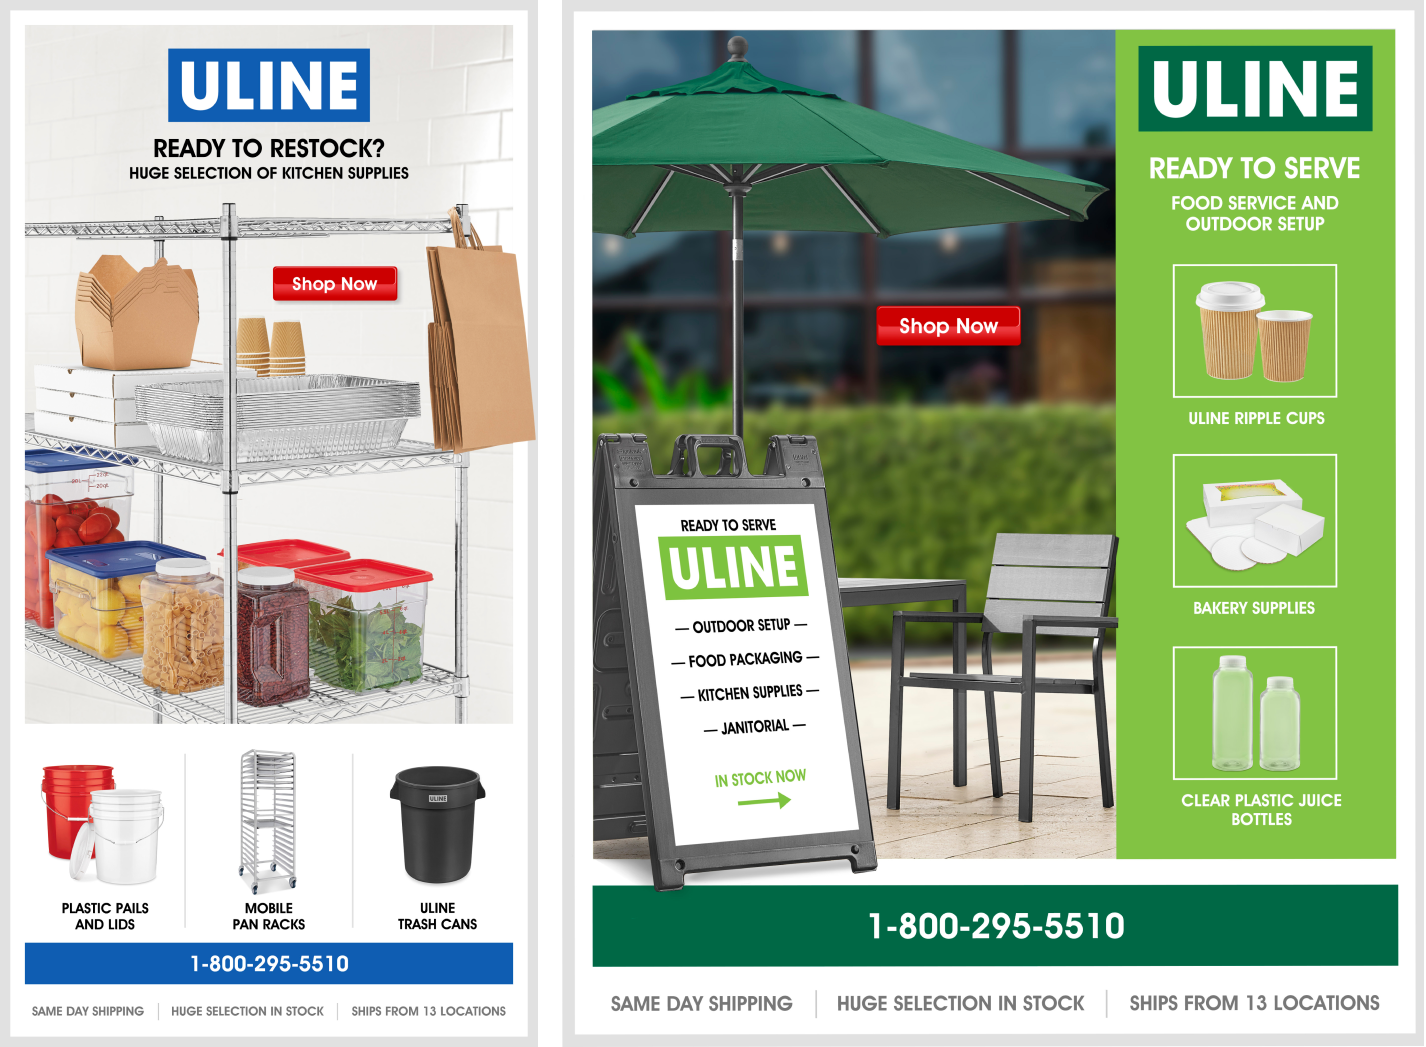 ULINE
READY TO RESTOCK?
HUGE SELECTION OF KITCHEN SUPPLIES
Shop Now
PLASTIC PAILS
AND LIDS
MOBILE
PAN RACKS
ULINE
ULINE
TRASH CANS
1-800-295-5510
SAME DAY SHIPPING
HUGE SELECTION IN STOCK
SHIPS FROM 13 LOCATIONS
Shop Now
READY TO SERVE
ULINE
— OUTDOOR SETUP —
— FOOD PACKAGING —
— KITCHEN SUPPLIES —
— JANITORIAL —
IN STOCK NOW
ULINE
READY TO SERVE
FOOD SERVICE AND
OUTDOOR SETUP
ULINE RIPPLE CUPS
BAKERY SUPPLIES
CLEAR PLASTIC JUICE
BOTTLES
1-800-295-5510
SAME DAY SHIPPING
HUGE SELECTION IN STOCK
SHIPS FROM 13 LOCATIONS